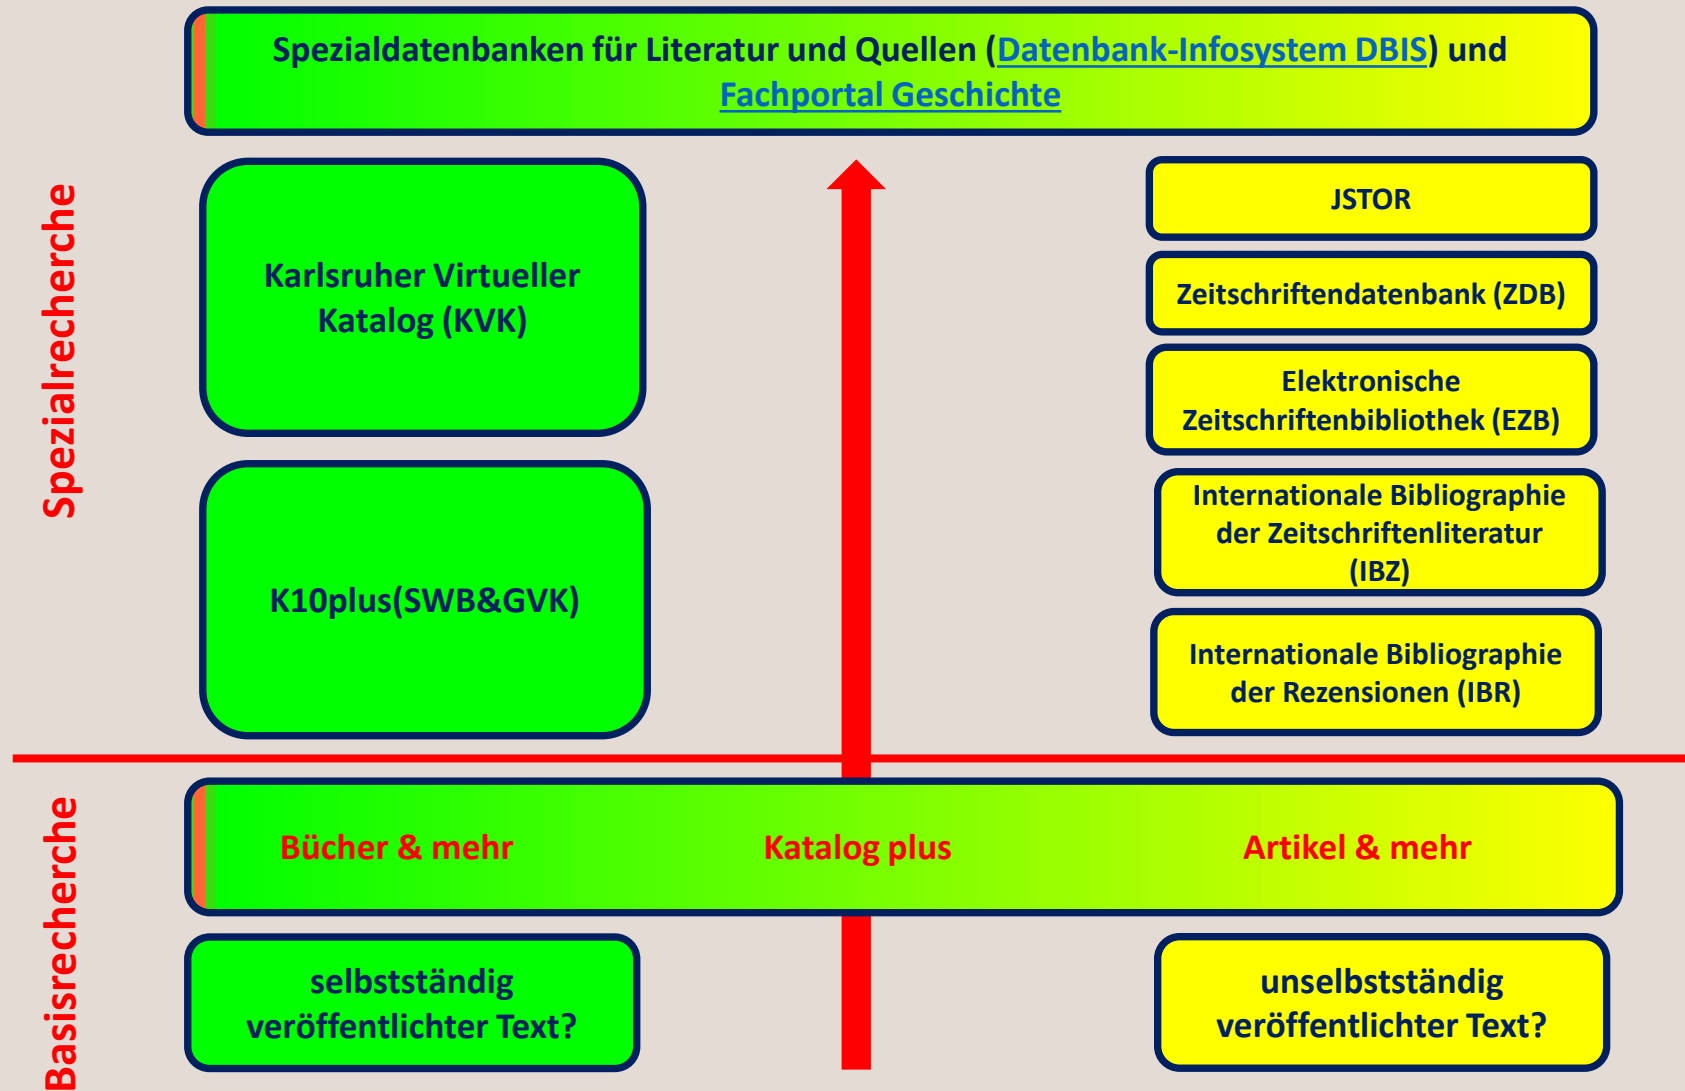 Spezialdatenbanken für Literatur und Quellen (Datenbank-Infosystem DBIS) und
Fachportal Geschichte
Spezialrecherche
Karlsruher Virtueller
Katalog (KVK)
K10plus(SWB&GVK)
JSTOR
Zeitschriftendatenbank (ZDB)
Elektronische
Zeitschriftenbibliothek (EZB)
Internationale Bibliographie
der Zeitschriftenliteratur
(IBZ)
Internationale Bibliographie
der Rezensionen (IBR)
Basisrecherche
Bücher & mehr
Katalog plus
Artikel & mehr
selbstständig
veröffentlichter Text?
unselbstständig
veröffentlichter Text?